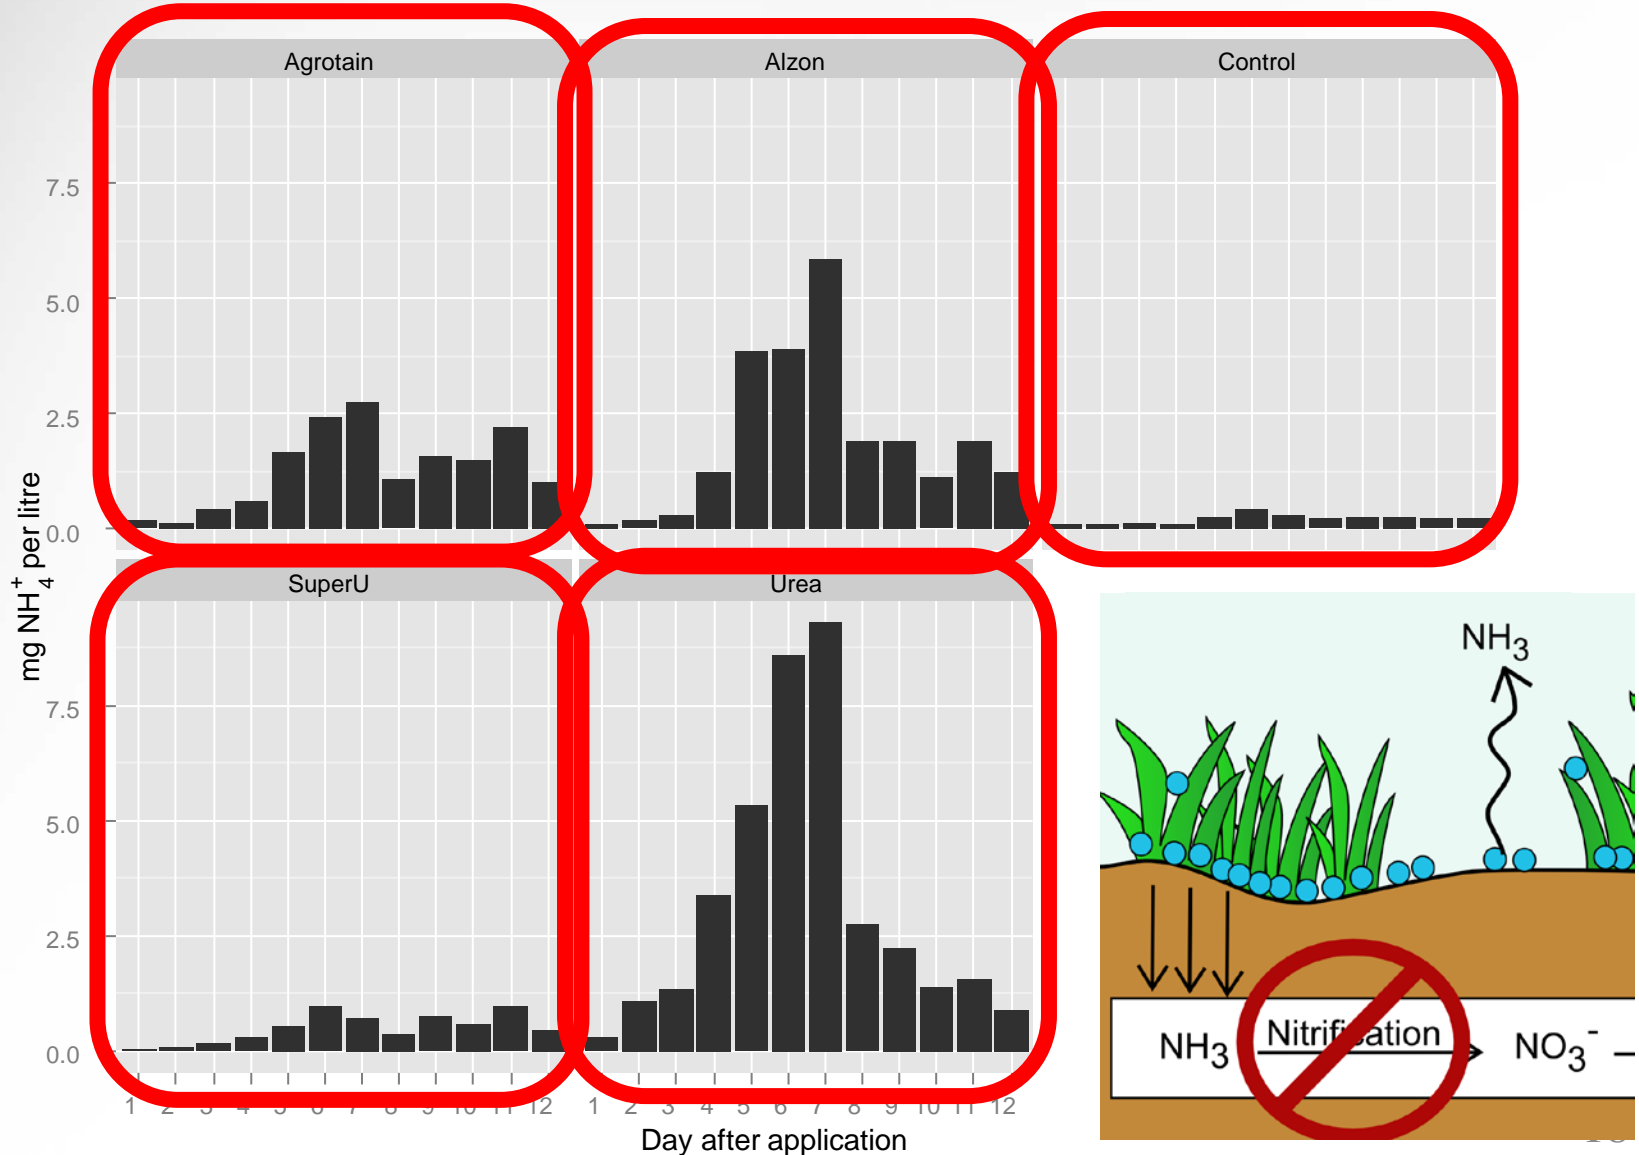 Agrotain Alzon Control
7.5
5.0
2.5
0.0
mg NH4+ per litre
SuperU Urea
7.5
5.0
2.5
0.0
1 2 3 4 5 6 7 8 9 10 11 12 1 2 3 4 5 6 7 8 9 10 11 12
Day after application
NH3
Nitrifisation
NH3 NO3-